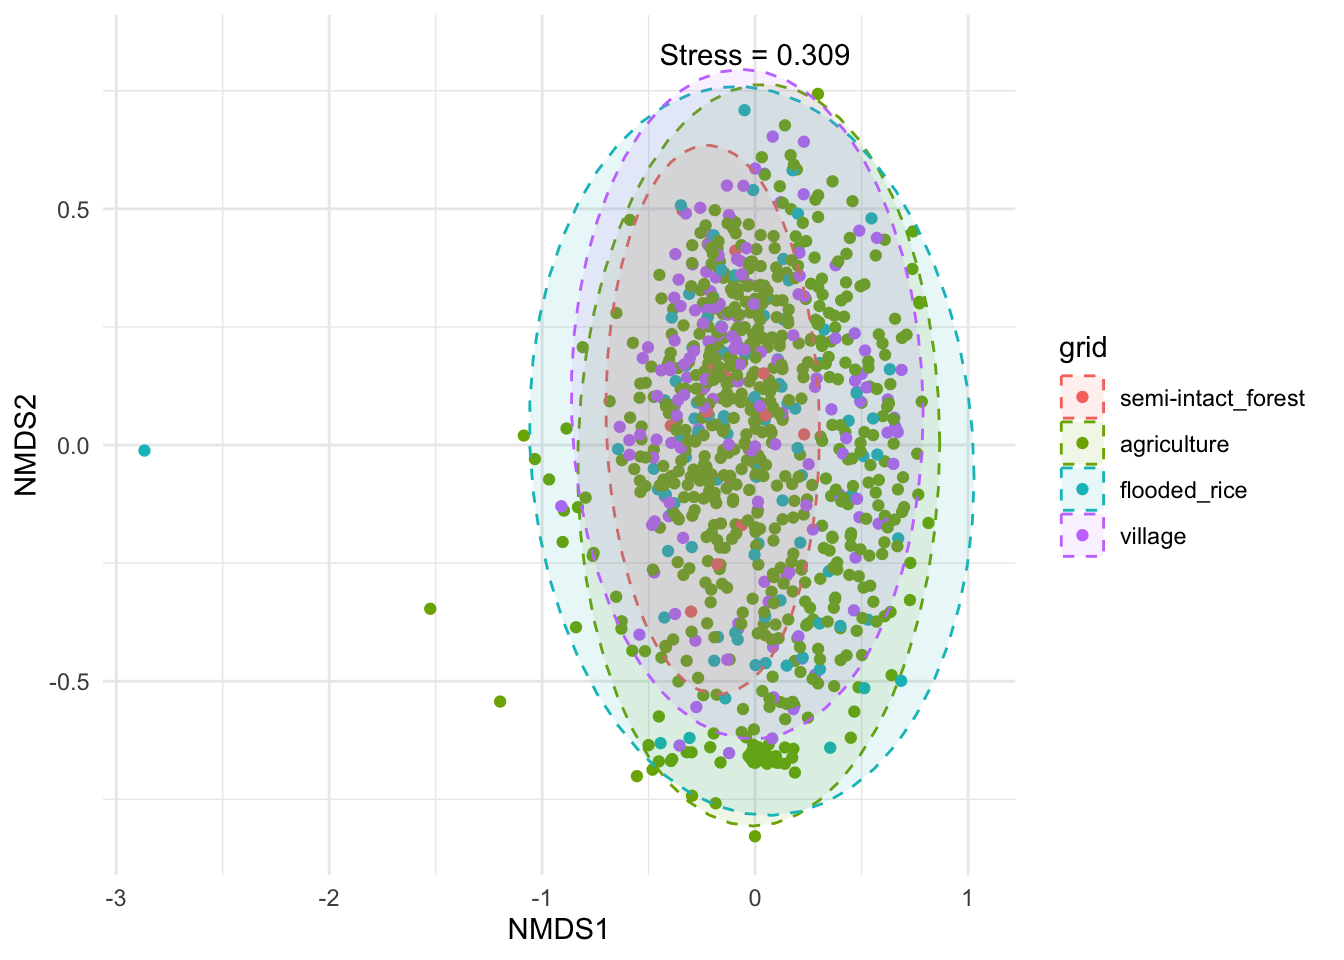 Stress = 0.309
NMDS2
0.5
0.0
-0.5
-3
-2
-1
0
1
NMDS1
grid
semi-intact_forest
agriculture
flooded_rice
village